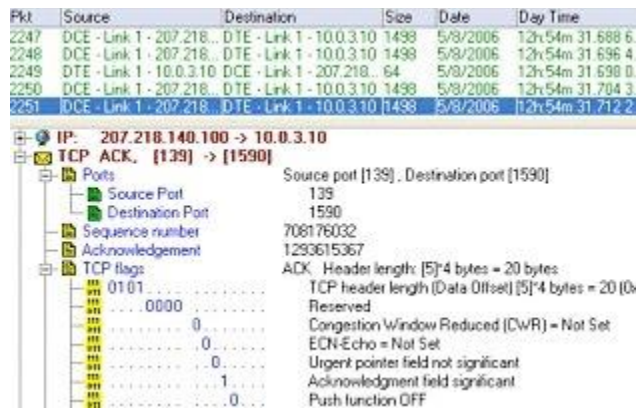 Pkt Source Destination Size Date Day Time
2247 DCE - Link 1 - 207.218... DTE - Link 1 - 10.0.3.10 1498 5/8/2006 12h:54m 31.688 6
2248 DCE - Link 1 - 207.218... DTE - Link 1 - 10.0.3.10 1498 5/8/2006 12h:54m 31.696 4
2249 DTE - Link 1 - 10.0.3.10 DCE - Link 1 - 207.218... 64 5/8/2006 12h:54m 31.698 0
2250 DCE - Link 1 - 207.218... DTE - Link 1 - 10.0.3.10 1498 5/8/2006 12h:54m 31.704 3
2251 DCE - Link 1 - 207.218... DTE - Link 1 - 10.0.3.10 1498 5/8/2006 12h:54m 31.712 2
IP: 207.218.140.100 -> 10.0.3.10
TCP ACK, [139] -> [1590]
Ports Source port [139] , Destination port [1590]
Source Port 139
Destination Port 1590
Sequence number 708176032
Acknowledgement 1293615367
TCP flags ACK Header length: [5]*4 bytes = 20 bytes
0101 . . . . . . . . . . . . TCP header length (Data Offset) [5]*4 bytes = 20 (0x
. . . . 0000 . . . . . . . . Reserved
. . . . . . . . 0 . . . . . . . Congestion Window Reduced (CWR) = Not Set
. . . . . . . . . 0 . . . . . . ECN-Echo = Not Set
. . . . . . . . . . 0 . . . . . Urgent pointer field not significant
. . . . . . . . . . . 1 . . . . Acknowledgment field significant
. . . . . . . . . . . . 0 . . . Push function OFF